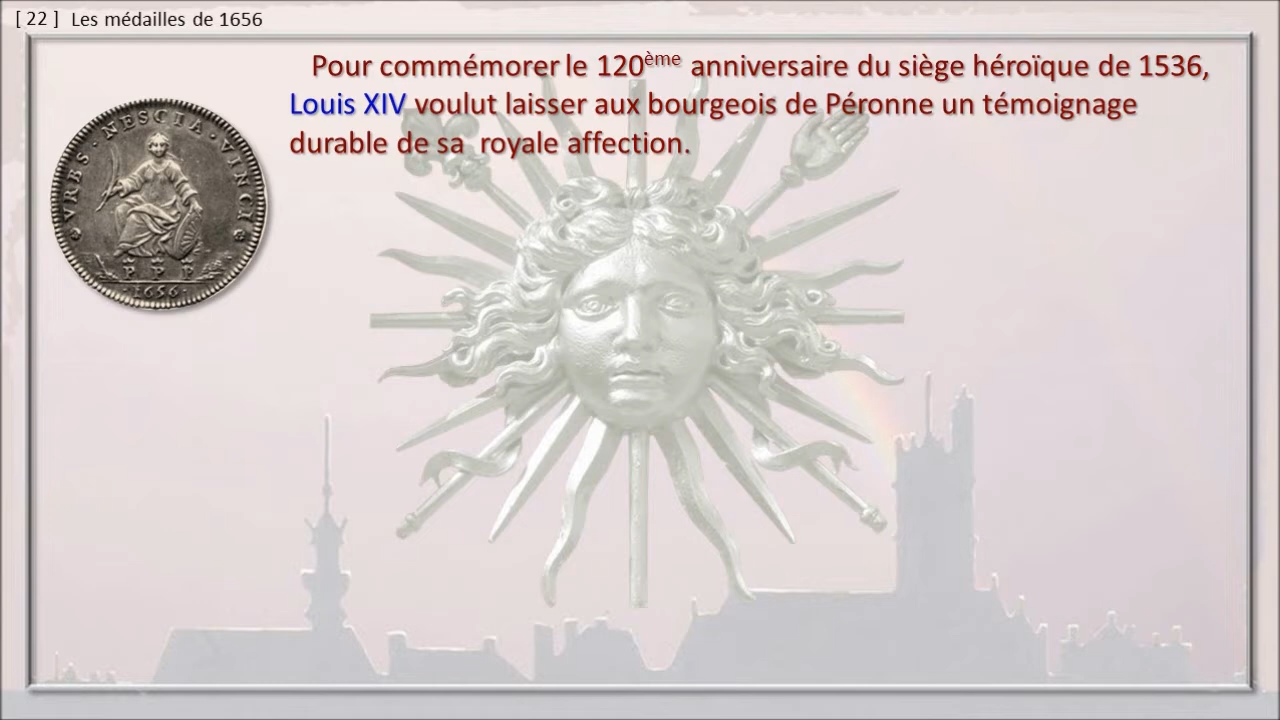 [ 22 ] Les médailles de 1656
Pour commémorer le 120ème anniversaire du siège héroïque de 1536,
Louis XIV voulut laisser aux bourgeois de Péronne un témoignage
durable de sa royale affection.
VRBS · NESCIA · VINCI
P P P
· 1656 ·